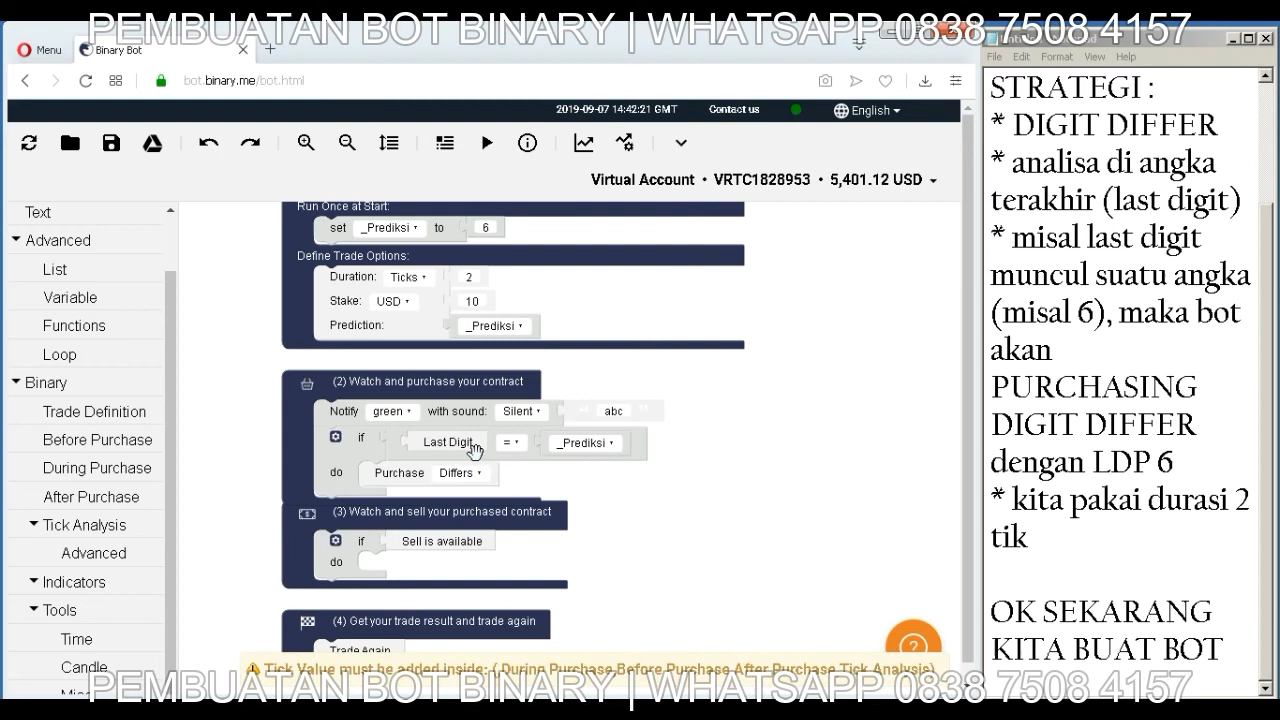 PEMBUATAN BOT BINARY | WHATSAPP 0838 7508 4157
Menu
Binary Bot
bot.binary.me/bot.html
2019-09-07 14:42:21 GMT
Contact us
English
Virtual Account • VRTC1828953 • 5,401.12 USD
Text
Advanced
List
Variable
Functions
Loop
Binary
Trade Definition
Before Purchase
During Purchase
After Purchase
Tick Analysis
Advanced
Indicators
Tools
Time
Candle
Run Once at Start:
set _Prediksi to 6
Define Trade Options:
Duration: Ticks 2
Stake: USD 10
Prediction: _Prediksi
(2) Watch and purchase your contract
Notify green with sound: Silent “ abc ”
if Last Digit = _Prediksi
do Purchase Differs
(3) Watch and sell your purchased contract
if Sell is available
do
(4) Get your trade result and trade again
Trade Again
Tick Value must be added inside: ( During Purchase,Before Purchase,After Purchase,Tick Analysis)
File Edit Format View Help
STRATEGI :
* DIGIT DIFFER
* analisa di angka
terakhir (last digit)
* misal last digit
muncul suatu angka
(misal 6), maka bot
akan
PURCHASING
DIGIT DIFFER
dengan LDP 6
* kita pakai durasi 2
tik
OK SEKARANG
KITA BUAT BOT
PEMBUATAN BOT BINARY | WHATSAPP 0838 7508 4157